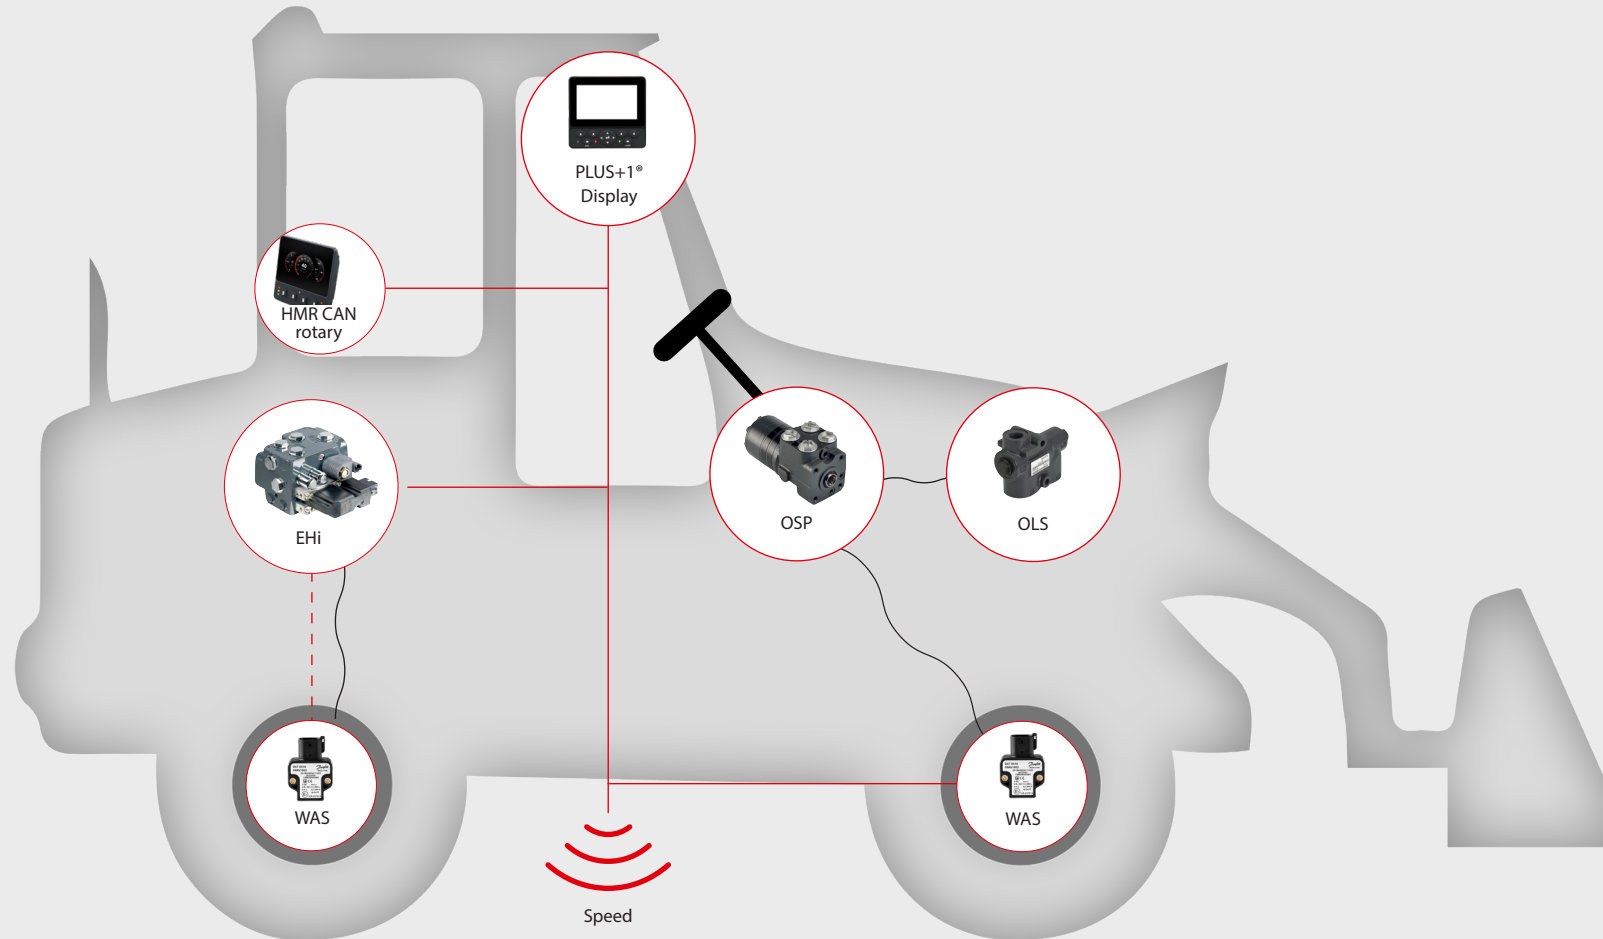 PLUS+1®
Display
HMR CAN
rotary
EHi
OSP
OLS
WAS
WAS
Speed